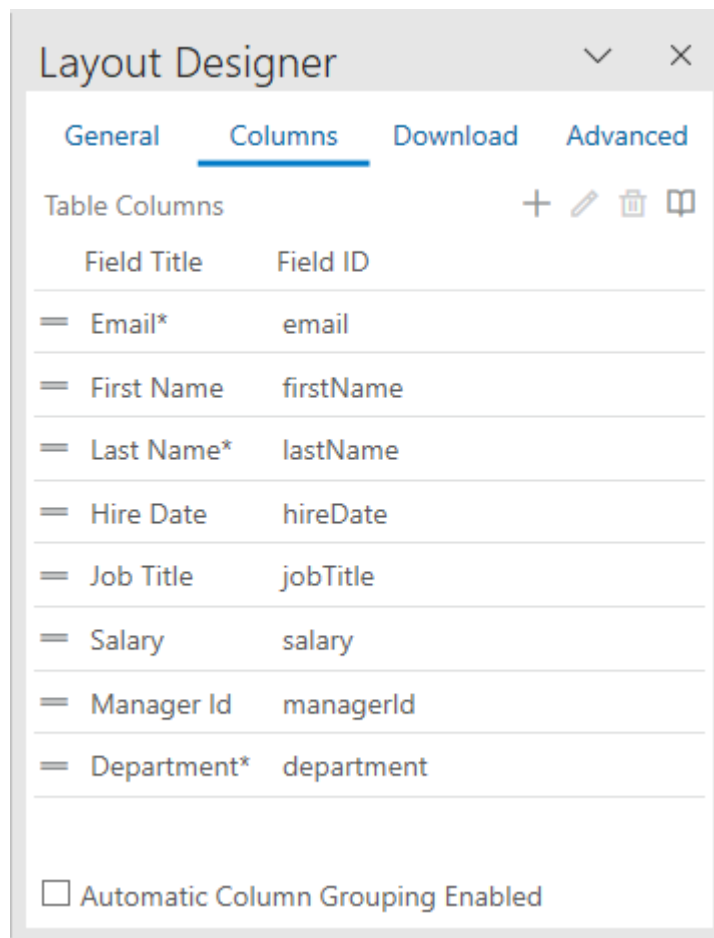 Layout Designer
General Columns Download Advanced
Table Columns
Field Title Field ID
Email* email
First Name firstName
Last Name* lastName
Hire Date hireDate
Job Title jobTitle
Salary salary
Manager Id managerId
Department* department
Automatic Column Grouping Enabled